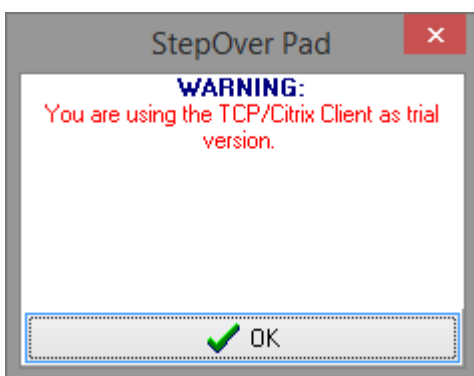 StepOver Pad
WARNING:
You are using the TCP/Citrix Client as trial
version.
OK